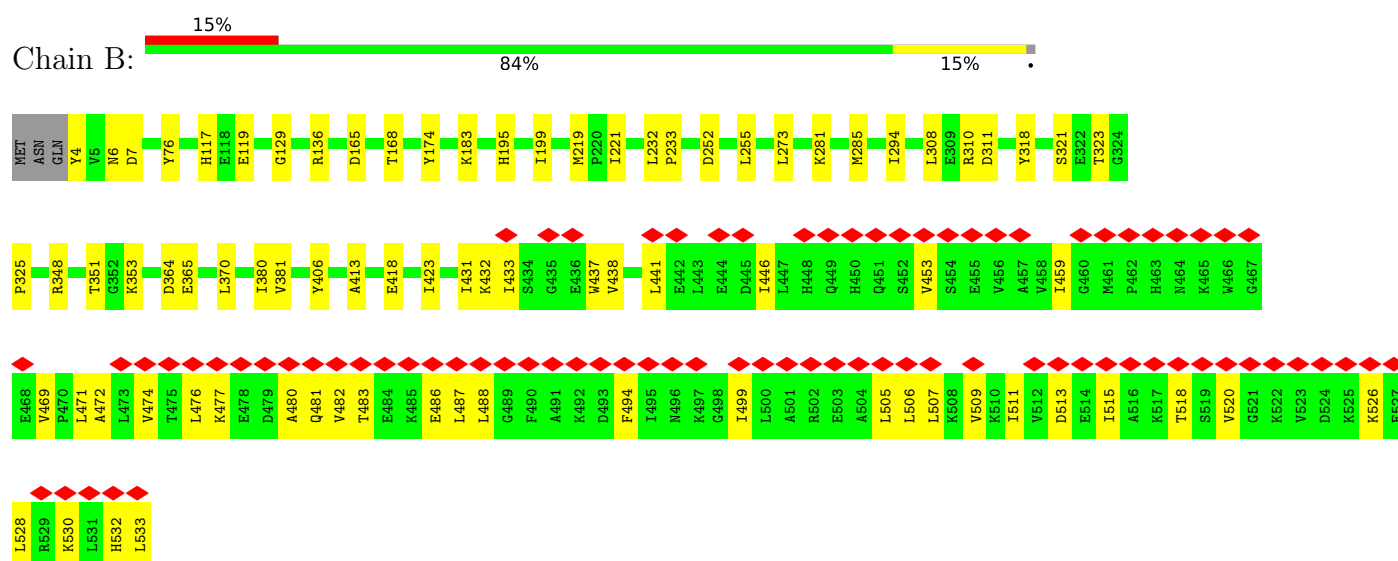 15%
Chain B:
84% 15% •
MET ASN GLN Y4 V5 N6 D7 Y76 H117 E118 E119 G129 R136 D165 T168 Y174 K183 H195 I199 M219 P220 I221 L232 P233 D252 L255 L273 K281 M285 I294 L308 E309 R310 D311 Y318 S321 E322 T323 G324
P325 R348 T351 G352 K353 D364 E365 L370 I380 V381 Y406 A413 E418 I423 I431 K432 I433 S434 G435 E436 W437 V438 L441 E442 L443 E444 D445 I446 L447 H448 Q449 H450 Q451 S452 V453 S454 E455 V456 A457 V458 I459 G460 M461 P462 H463 N464 K465 W466 G467
E468 V469 P470 L471 A472 L473 V474 T475 L476 K477 E478 D479 A480 Q481 V482 T483 E484 K485 E486 L487 L488 G489 F490 A491 K492 D493 F494 I495 N496 K497 G498 I499 L500 A501 R502 E503 A504 L505 L506 L507 K508 V509 K510 I511 V512 D513 E514 I515 A516 K517 T518 S519 V520 G521 K522 V523 D524 K525 K526
L528 R529 K530 L531 H532 L533